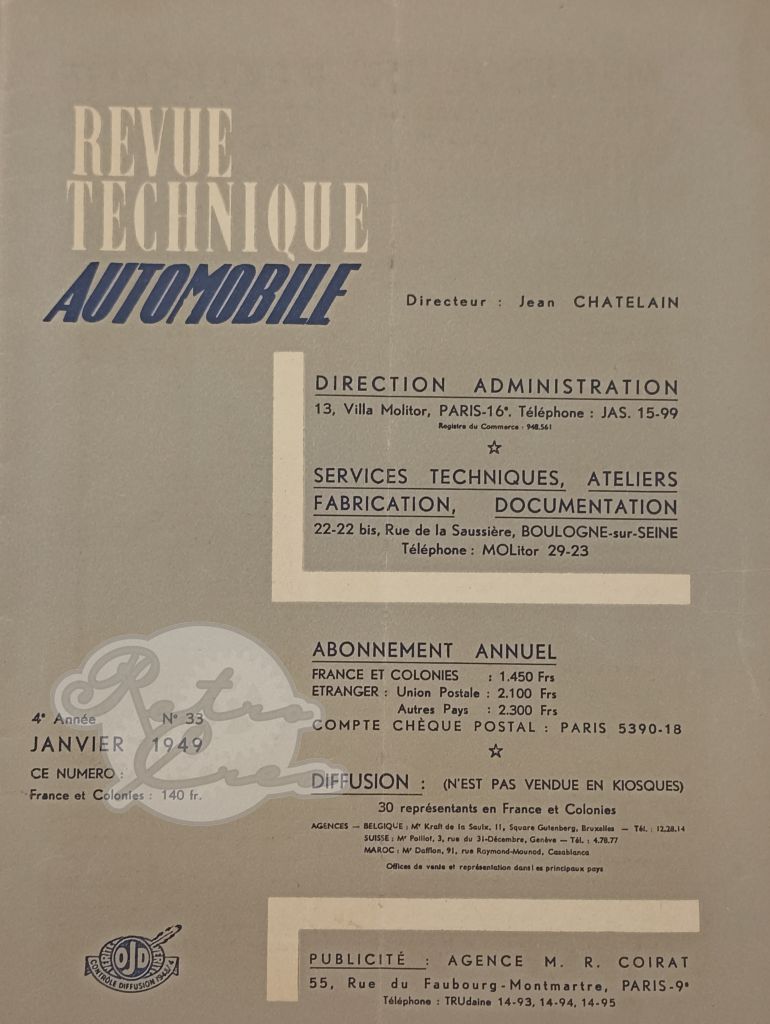 REVUE
TECHNIQUE
AUTOMOBILE
Directeur : Jean CHATELAIN
DIRECTION ADMINISTRATION
13, Villa Molitor, PARIS-16e. Téléphone : JAS. 15-99
Registre du Commerce : 948.561
SERVICES TECHNIQUES, ATELIERS
FABRICATION, DOCUMENTATION
22-22 bis, Rue de la Saussière, BOULOGNE-sur-SEINE
Téléphone : MOLitor 29-23
ABONNEMENT ANNUEL
FRANCE ET COLONIES : 1.450 Frs
ETRANGER : Union Postale : 2.100 Frs
Autres Pays : 2.300 Frs
COMPTE CHÈQUE POSTAL : PARIS 5390-18
4e Année N° 33
JANVIER 1949
CE NUMERO :
France et Colonies : 140 fr.
Retro
DIFFUSION : (N'EST PAS VENDUE EN KIOSQUES)
30 représentants en France et Colonies
AGENCES — BELGIQUE : Mr Kraft de la Saulx, 11, Square Gutenberg, Bruxelles — Tél. : 12.28.14
SUISSE : Mr Poillot, 3, rue du 31-Décembre, Genève — Tél. : 4.78.77
MAROC : Mr Dafflon, 91, rue Raymond-Mounod, Casablanca
Offices de vente et représentation dans les principaux pays
OJD
CONTRÔLE DIFFUSION
PUBLICITÉ : AGENCE M. R. COIRAT
55, Rue du Faubourg-Montmartre, PARIS-9e
Téléphone : TRUdaine 14-93, 14-94, 14-95